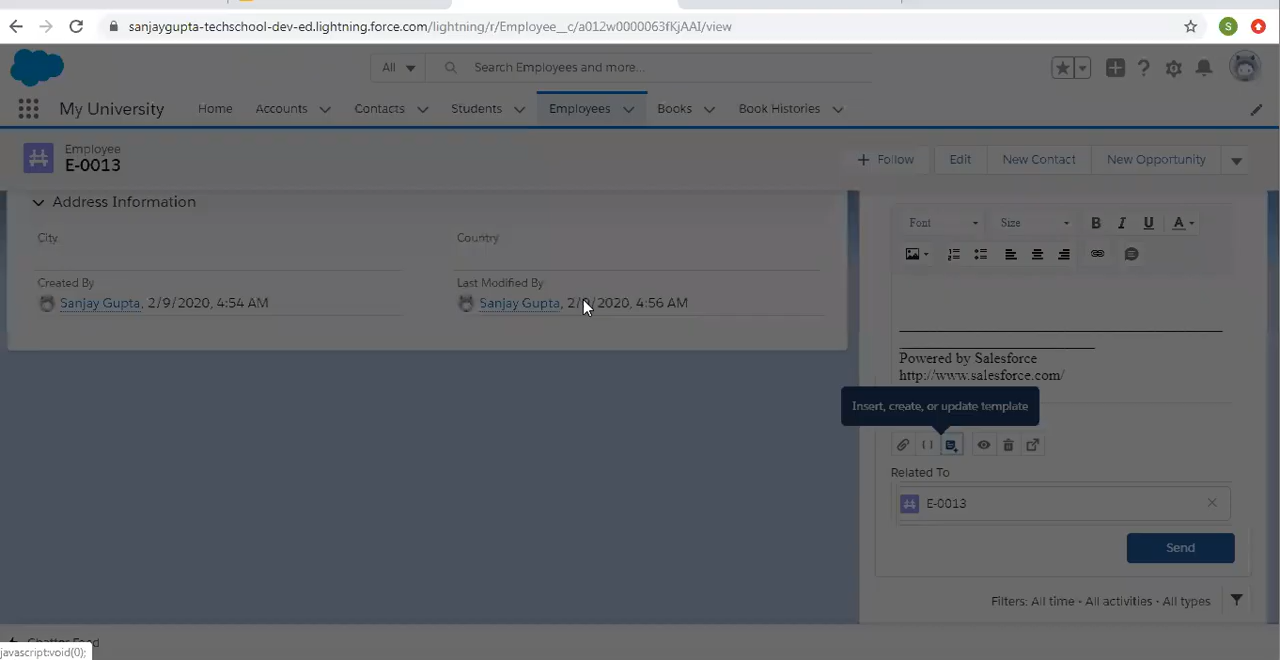 sanjaygupta-techschool-dev-ed.lightning.force.com/lightning/r/Employee__c/a012w0000063fKjAAI/view
S
All Search Employees and more...
My University Home Accounts Contacts Students Employees Books Book Histories
Employee
E-0013
Follow Edit New Contact New Opportunity
Address Information
City
Country
Created By
Sanjay Gupta, 2/9/2020, 4:54 AM
Last Modified By
Sanjay Gupta, 2/9/2020, 4:56 AM
Font Size B I U A
Powered by Salesforce
http://www.salesforce.com/
Insert, create, or update template
Related To
E-0013
Send
Filters: All time • All activities • All types
Chatter Feed
javascript:void(0);